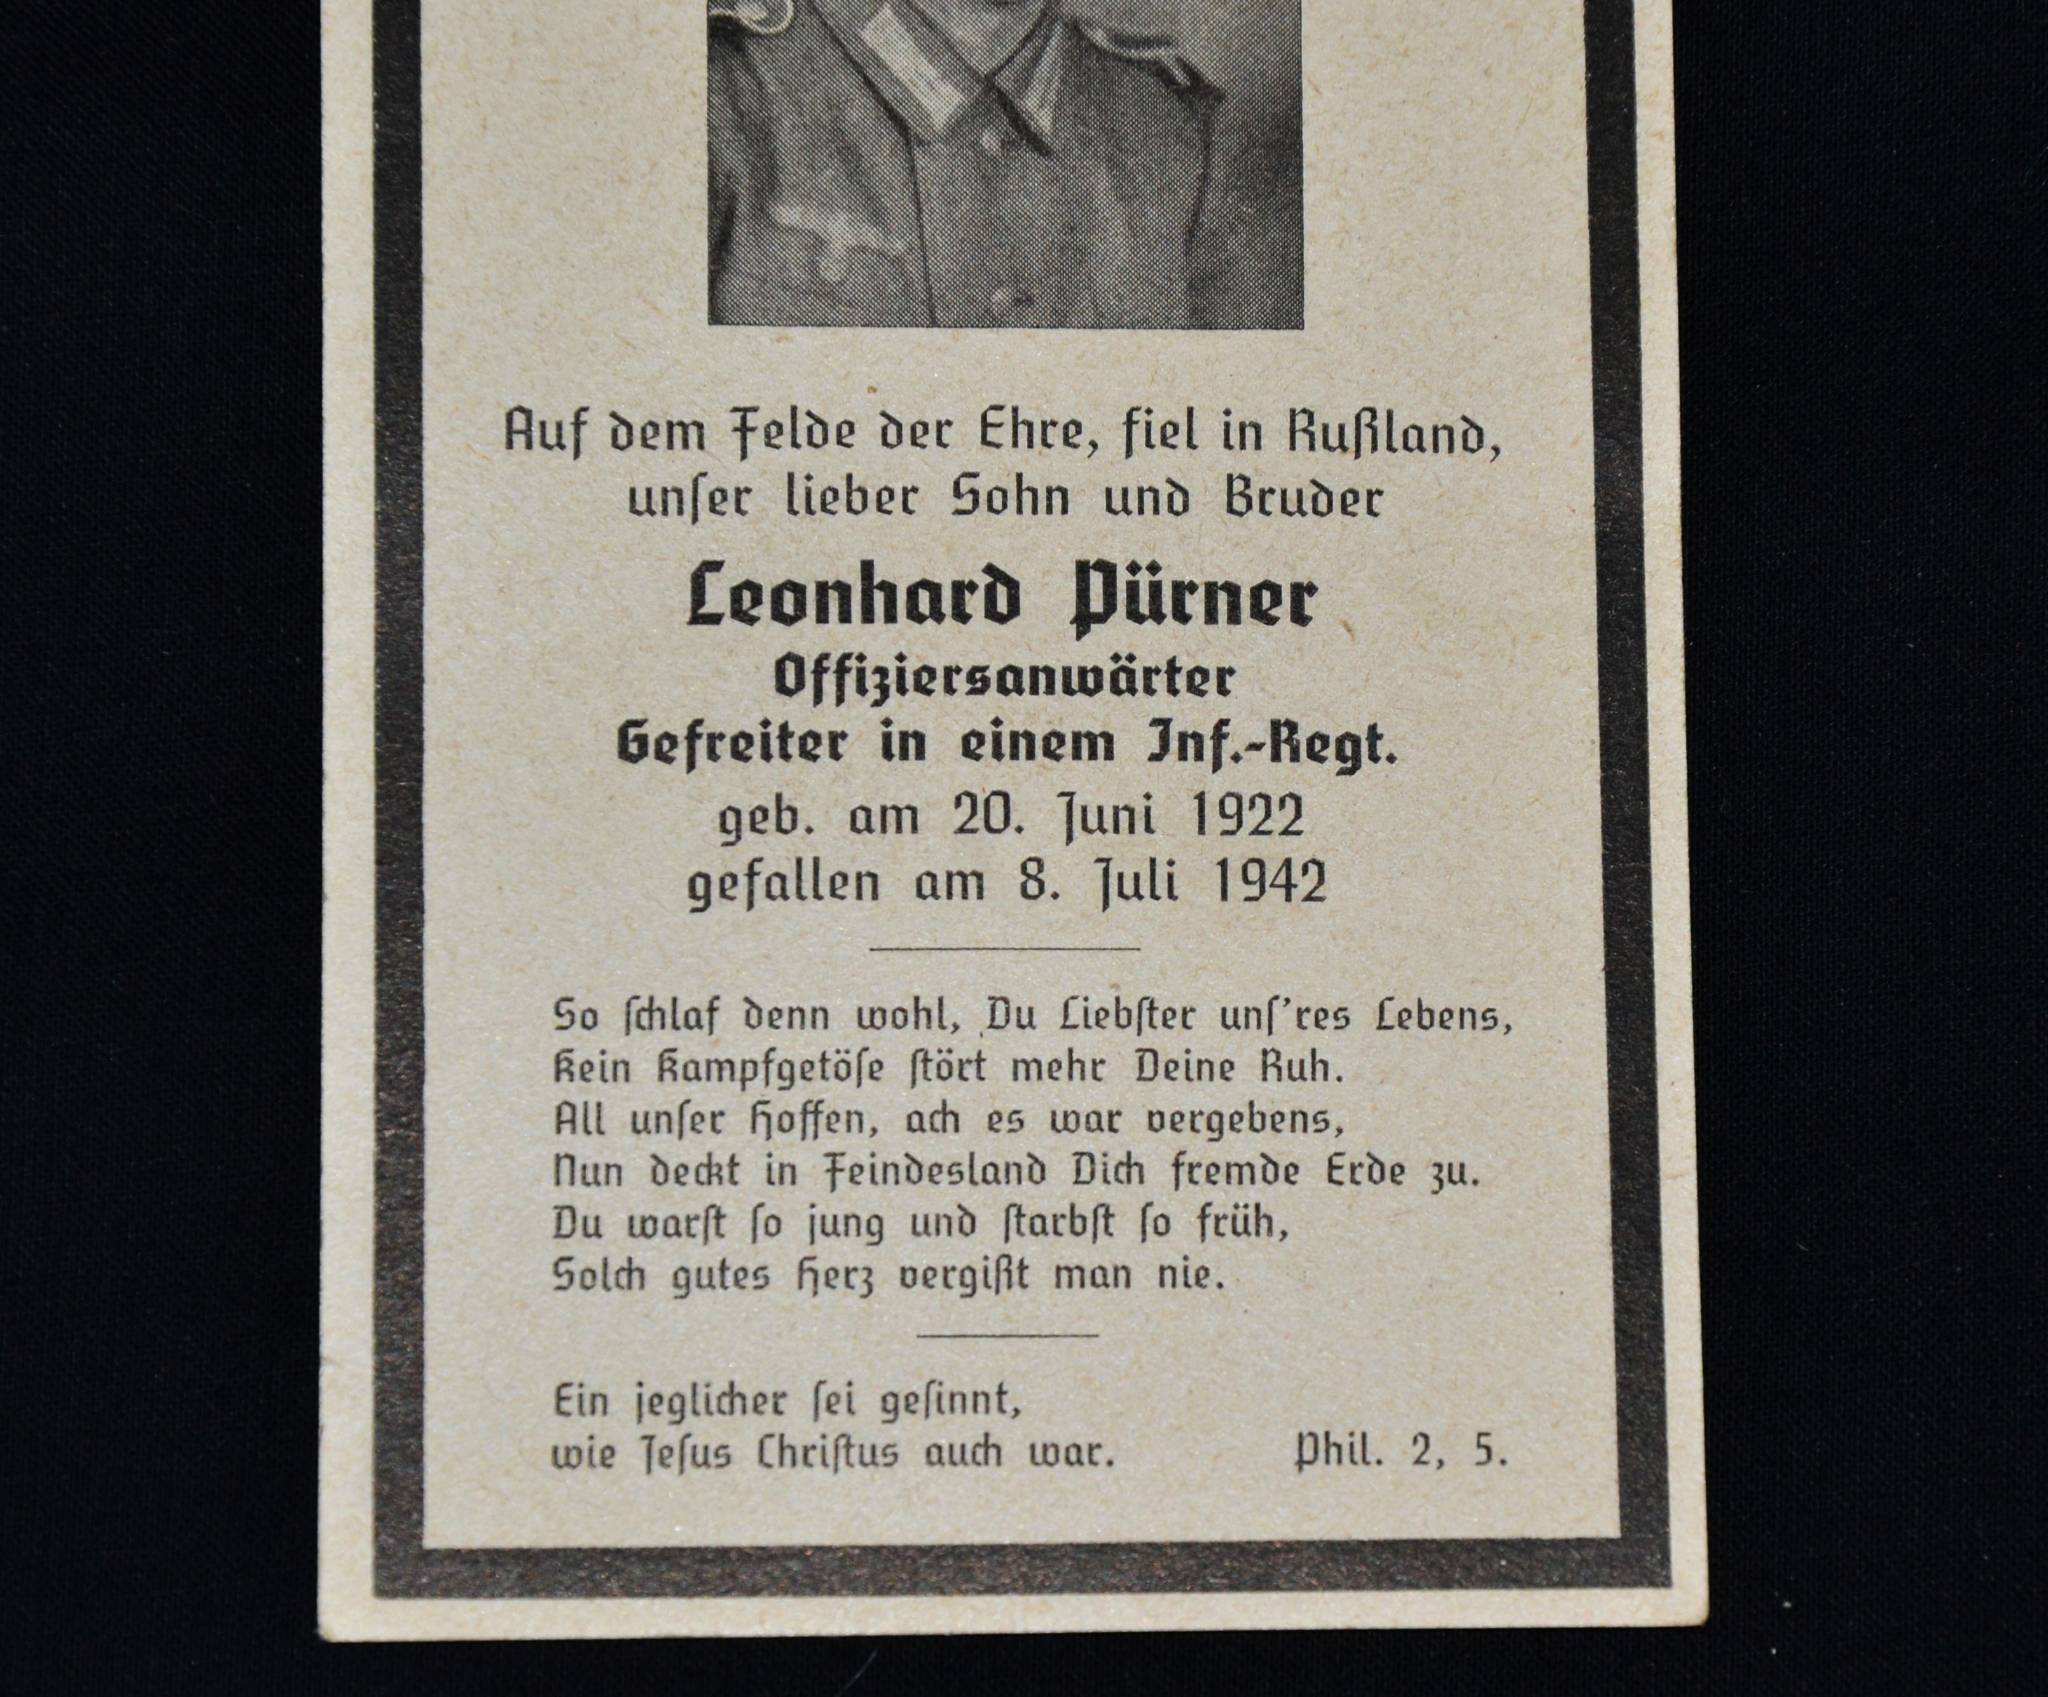 Auf dem Felde der Ehre, fiel in Rußland,
unſer lieber Sohn und Bruder
Leonhard Pürner
Offiziersanwärter
Gefreiter in einem Inf.-Regt.
geb. am 20. Juni 1922
gefallen am 8. Juli 1942
So ſchlaf denn wohl, Du Liebſter unſ’res Lebens,
Kein Kampfgetöſe ſtört mehr Deine Ruh.
All unſer Hoffen, ach es war vergebens,
Nun deckt in Feindesland Dich fremde Erde zu.
Du warſt ſo jung und ſtarbſt ſo früh,
Solch gutes Herz vergißt man nie.
Ein jeglicher ſei geſinnt,
wie Jeſus Chriſtus auch war. Phil. 2, 5.